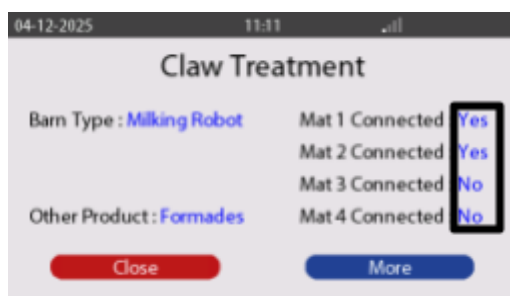 04-12-2025 11:11
Claw Treatment
Barn Type : Milking Robot Mat 1 Connected Yes
Mat 2 Connected Yes
Mat 3 Connected No
Other Product : Formades Mat 4 Connected No
Close More